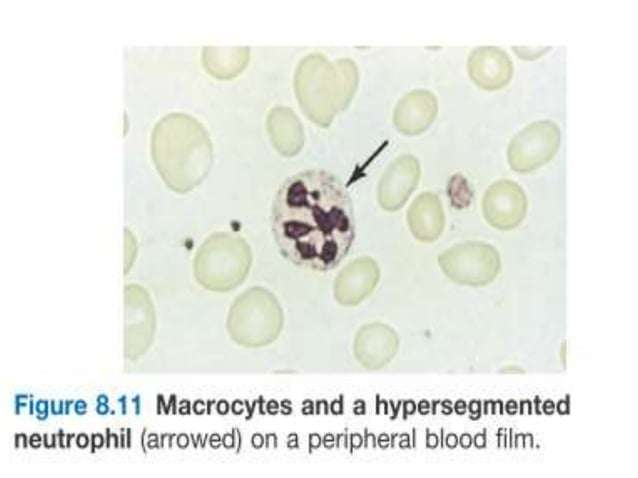 Figure 8.11 Macrocytes and a hypersegmented
neutrophil (arrowed) on a peripheral blood film.